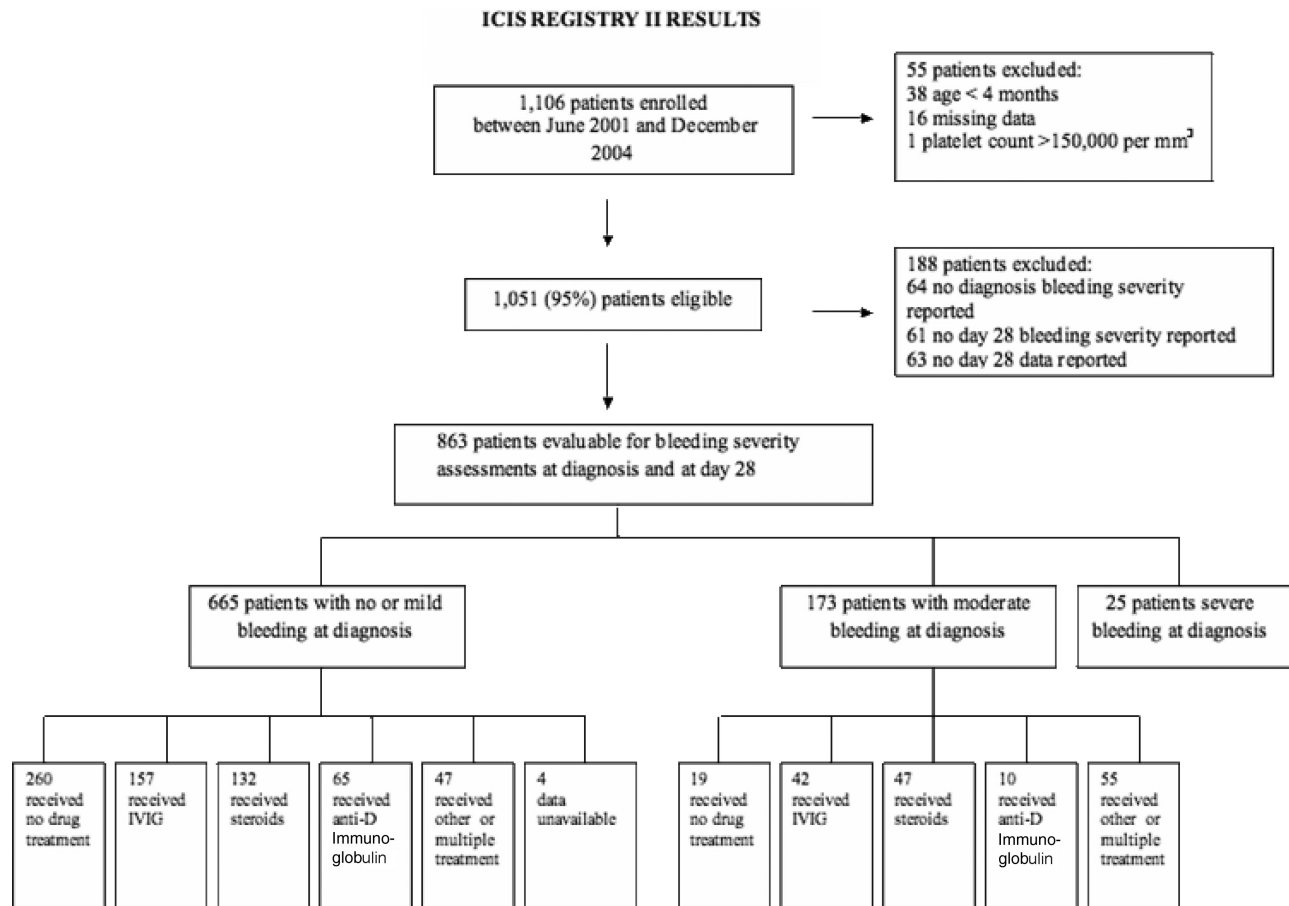 ICIS REGISTRY II RESULTS
1,106 patients enrolled
between June 2001 and December
2004
55 patients excluded:
38 age < 4 months
16 missing data
1 platelet count >150,000 per mm³
1,051 (95%) patients eligible
188 patients excluded:
64 no diagnosis bleeding severity
reported
61 no day 28 bleeding severity reported
63 no day 28 data reported
863 patients evaluable for bleeding severity
assessments at diagnosis and at day 28
665 patients with no or mild
bleeding at diagnosis
173 patients with moderate
bleeding at diagnosis
25 patients severe
bleeding at diagnosis
260
received
no drug
treatment
157
received
IVIG
132
received
steroids
65
received
anti-D
Immuno-
globulin
47
received
other or
multiple
treatment
4
data
unavailable
19
received
no drug
treatment
42
received
IVIG
47
received
steroids
10
received
anti-D
Immuno-
globulin
55
received
other or
multiple
treatment